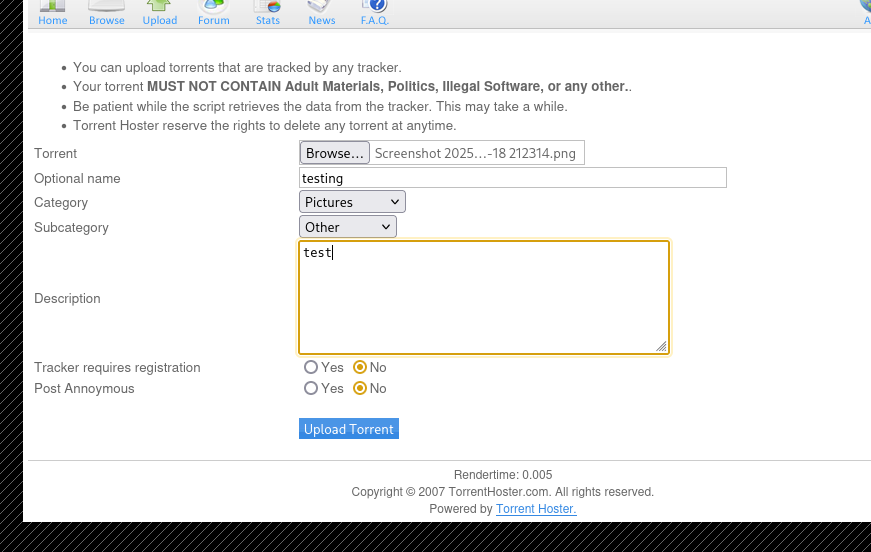 Home Browse Upload Forum Stats News F.A.Q. A
You can upload torrents that are tracked by any tracker.
Your torrent MUST NOT CONTAIN Adult Materials, Politics, Illegal Software, or any other..
Be patient while the script retrieves the data from the tracker. This may take a while.
Torrent Hoster reserve the rights to delete any torrent at anytime.
Torrent Browse... Screenshot 2025...-18 212314.png
Optional name testing
Category Pictures
Subcategory Other
test
Description
Tracker requires registration Yes No
Post Annoymous Yes No
Upload Torrent
Rendertime: 0.005
Copyright © 2007 TorrentHoster.com. All rights reserved.
Powered by Torrent Hoster.